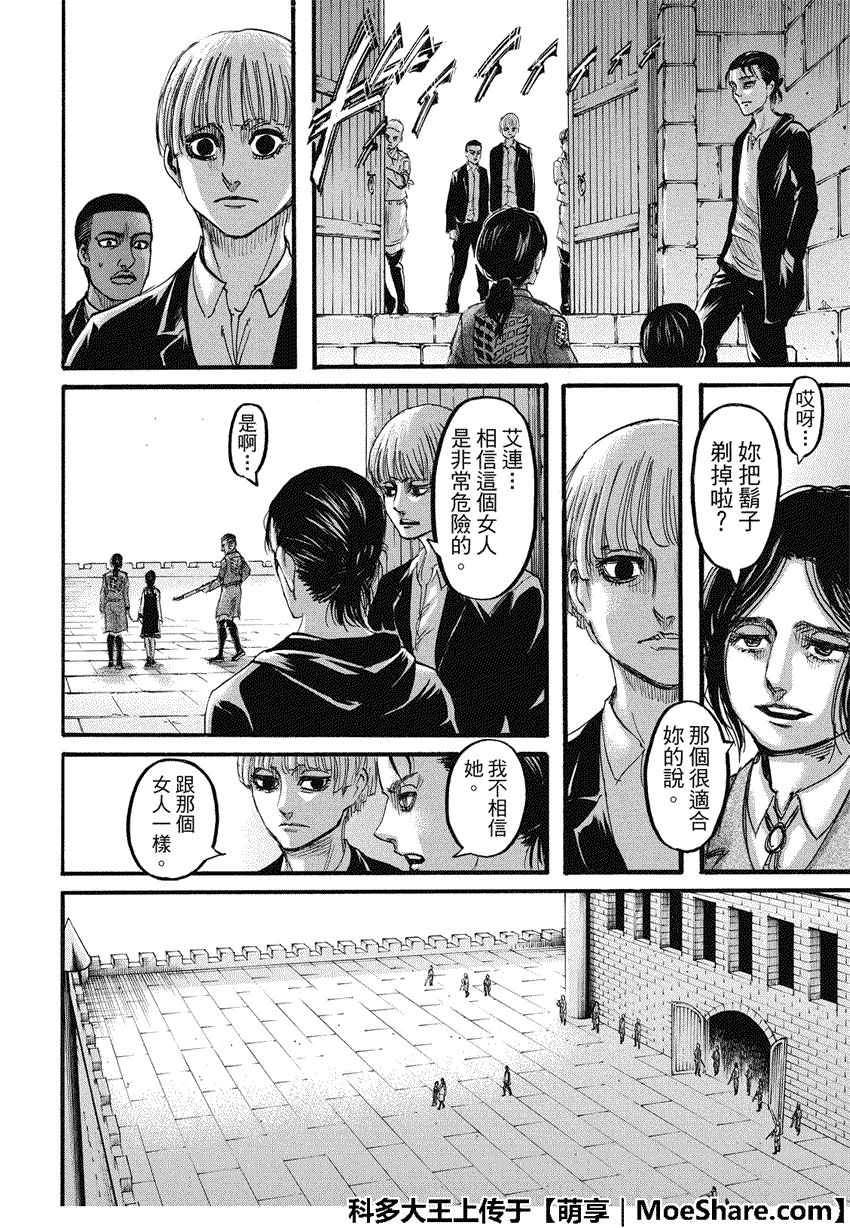 哎呀…
妳把鬍子
剃掉啦？
那個很適合
妳的說。
艾連…
相信這個女人
是非常危險的。
是啊…
我不相信
她。
跟那個
女人一樣。
科多大王上传于【萌享｜MoeShare.com】